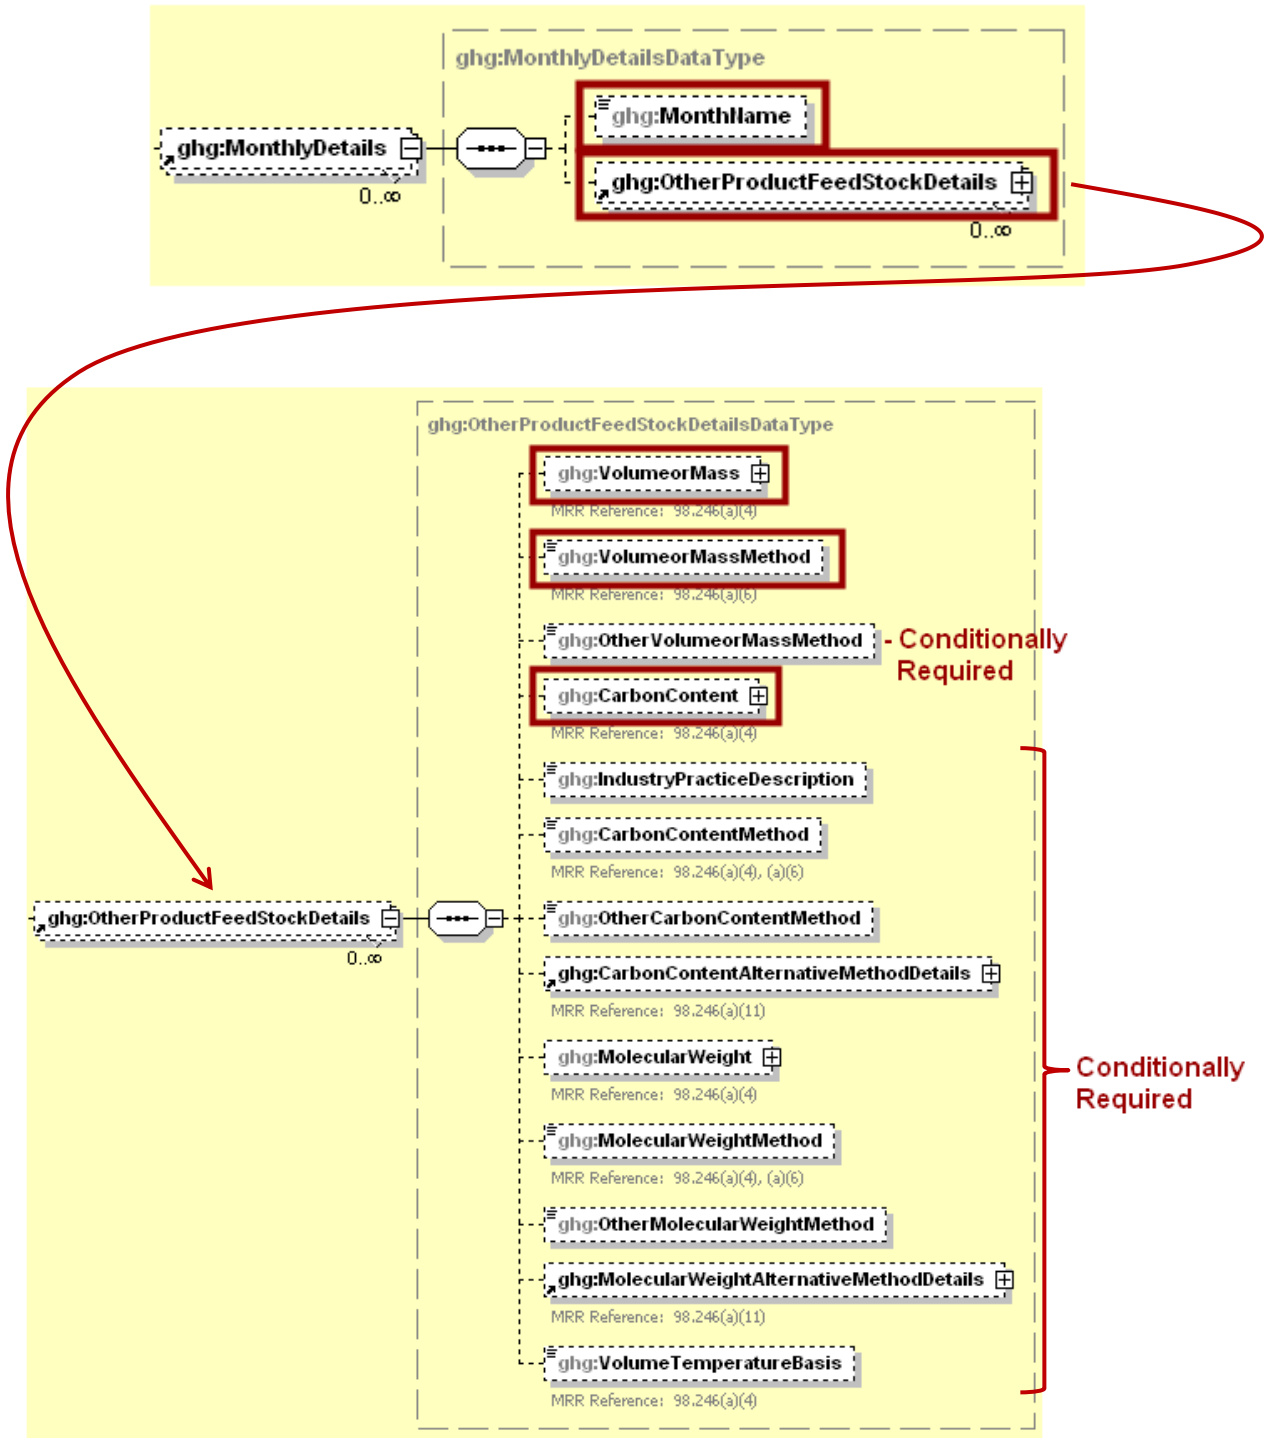 ghg:MonthlyDetailsDataType
ghg:MonthName
ghg:MonthlyDetails
ghg:OtherProductFeedStockDetails
0..∞
0..∞
ghg:OtherProductFeedStockDetailsDataType
ghg:VolumeorMass
MRR Reference: 98.246(a)(4)
ghg:VolumeorMassMethod
MRR Reference: 98.246(a)(6)
ghg:OtherVolumeorMassMethod
- Conditionally
Required
ghg:CarbonContent
MRR Reference: 98.246(a)(4)
ghg:IndustryPracticeDescription
ghg:CarbonContentMethod
MRR Reference: 98.246(a)(4), (a)(6)
ghg:OtherProductFeedStockDetails
0..∞
ghg:OtherCarbonContentMethod
ghg:CarbonContentAlternativeMethodDetails
MRR Reference: 98.246(a)(11)
ghg:MolecularWeight
MRR Reference: 98.246(a)(4)
Conditionally
Required
ghg:MolecularWeightMethod
MRR Reference: 98.246(a)(4), (a)(6)
ghg:OtherMolecularWeightMethod
ghg:MolecularWeightAlternativeMethodDetails
MRR Reference: 98.246(a)(11)
ghg:VolumeTemperatureBasis
MRR Reference: 98.246(a)(4)